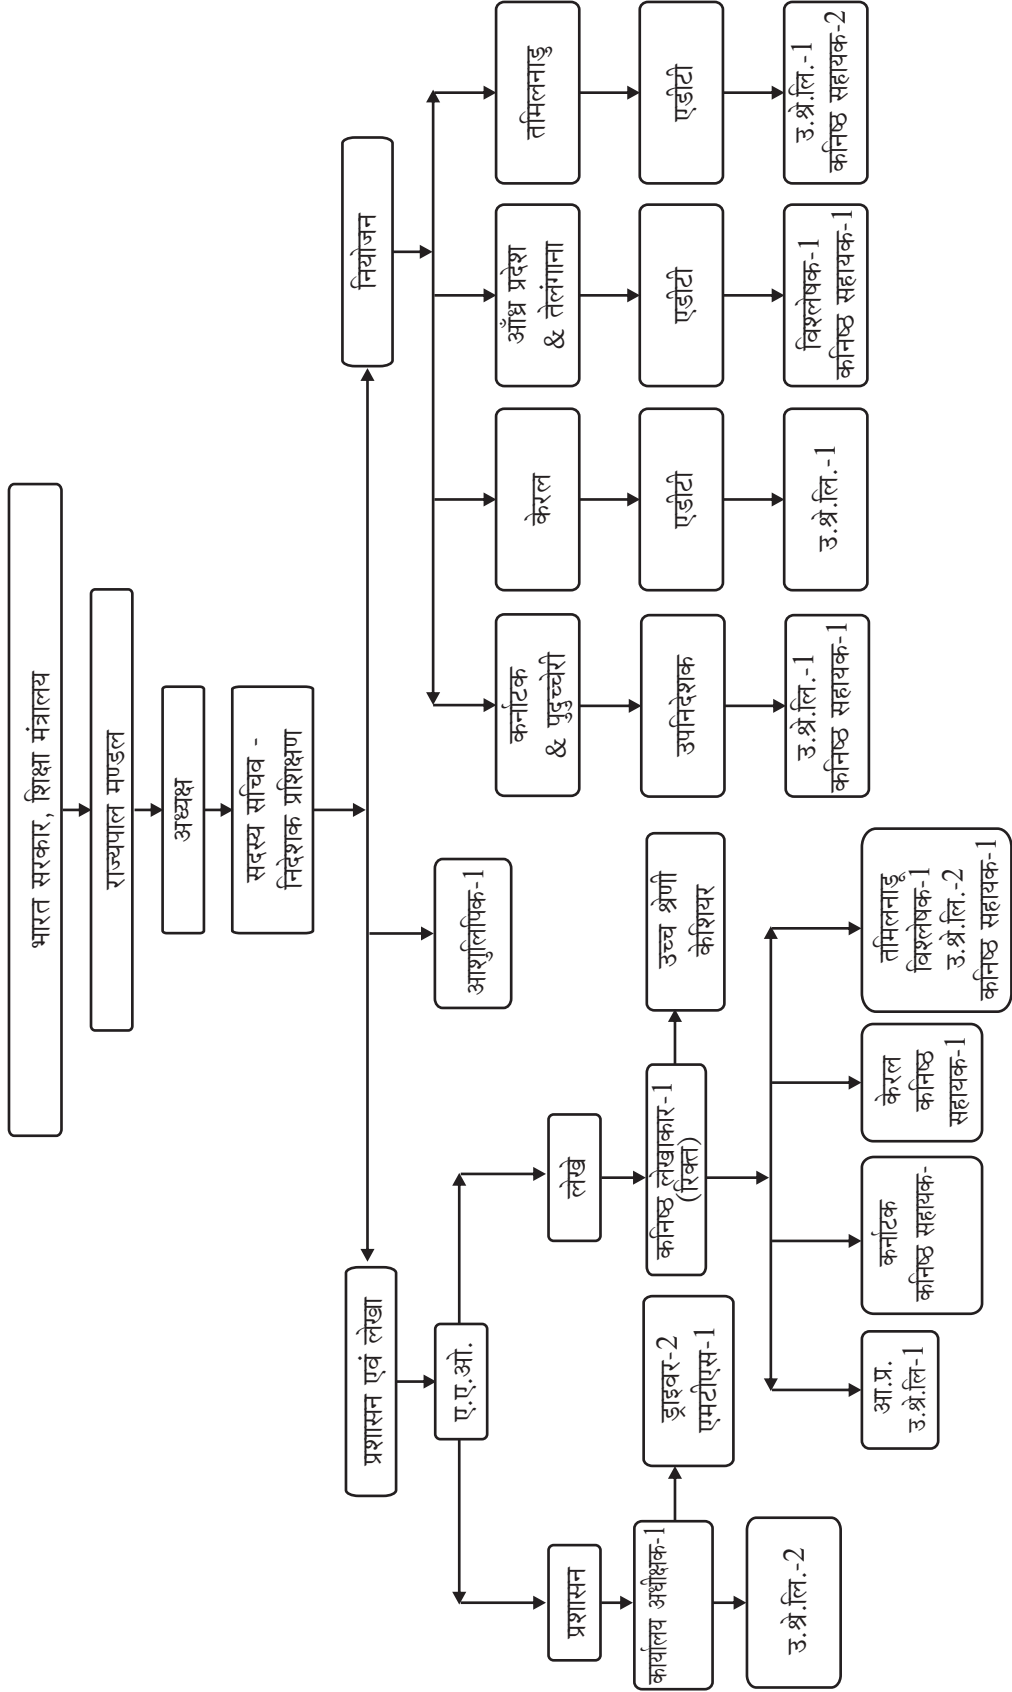 भारत सरकार, शिक्षा मंत्रालय
राज्यपाल मण्डल
अध्यक्ष
सदस्य सचिव -
निदेशक प्रशिक्षण
प्रशासन एवं लेखा
आशुलिपिक-1
नियोजन
ए.ए.ओ.
प्रशासन
लेखे
कार्यालय अधीक्षक-1
ड्राइवर-2
एमटीएस-1
उ.श्रे.लि.-2
कनिष्ठ लेखाकार-1
(रिक्त)
उच्च श्रेणी
केशियर
आ.प्र.
उ.श्रे.लि-1
कर्नाटक
कनिष्ठ सहायक-
केरल
कनिष्ठ
सहायक-1
तमिलनाडु
विश्लेषक-1
उ.श्रे.लि.-2
कनिष्ठ सहायक-1
कर्नाटक
& पुदुच्चेरी
केरल
आँध्र प्रदेश
& तेलंगाना
तमिलनाडु
उपनिदेशक
एडीटी
एडीटी
एडीटी
उ.श्रे.लि.-1
कनिष्ठ सहायक-1
उ.श्रे.लि.-1
विश्लेषक-1
कनिष्ठ सहायक-1
उ.श्रे.लि.-1
कनिष्ठ सहायक-2